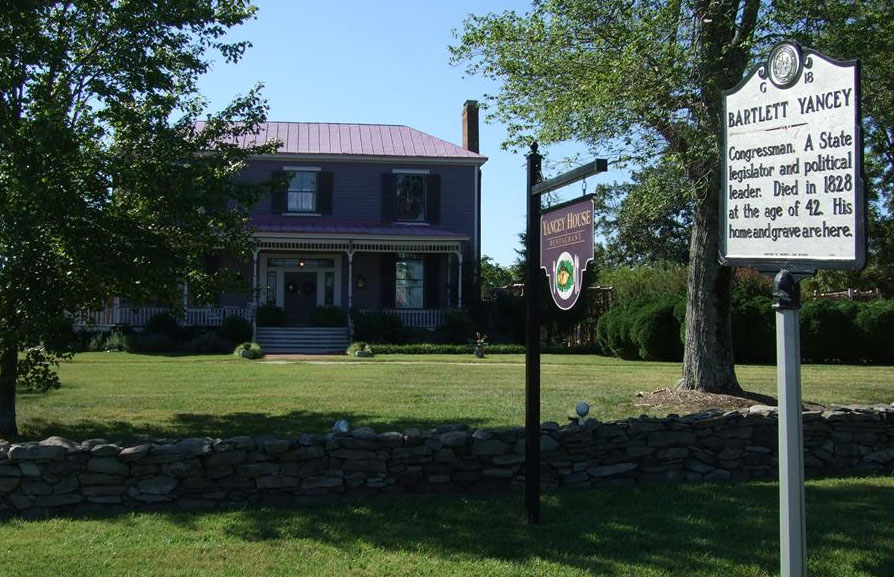 YANCEY HOUSE
RESTAURANT
G 18
BARTLETT YANCEY
Congressman. A State
legislator and political
leader. Died in 1828
at the age of 42. His
home and grave are here.